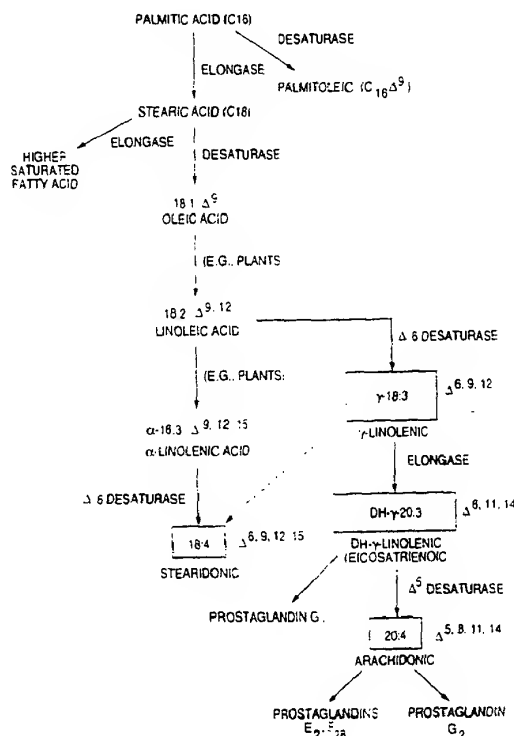 PALMITIC ACID (C16)
DESATURASE
ELONGASE
PALMITOLEIC (C16Δ9)
STEARIC ACID (C18)
ELONGASE
DESATURASE
HIGHER
SATURATED
FATTY ACID
18:1 Δ9
OLEIC ACID
(E.G., PLANTS
18:2 Δ9, 12
LINOLEIC ACID
Δ 6 DESATURASE
(E.G., PLANTS:
γ-18:3 Δ6, 9, 12
γ-LINOLENIC
α-16.3 Δ9, 12, 15
α-LINOLENIC ACID
ELONGASE
Δ 6 DESATURASE
DH-γ-20:3 Δ6, 11, 14
DH-γ-LINOLENIC
(EICOSATRIENOIC
18:4 Δ6, 9, 12, 15
STEARIDONIC
Δ5 DESATURASE
PROSTAGLANDIN G
20:4 Δ5, 8, 11, 14
ARACHIDONIC
PROSTAGLANDINS
E2,
PROSTAGLANDIN
G2